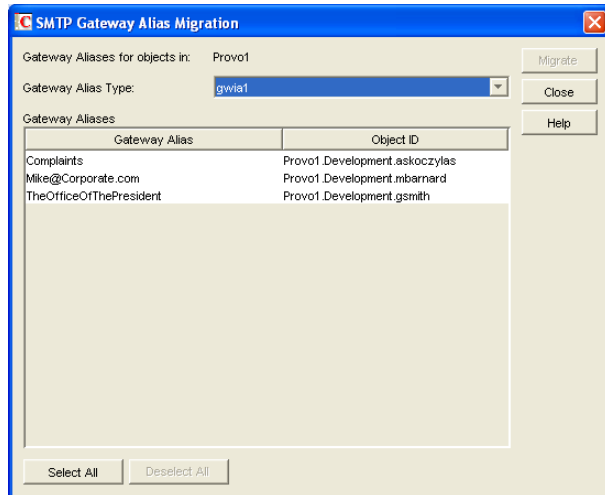 SMTP Gateway Alias Migration
Gateway Aliases for objects in: Provo1
Migrate
Gateway Alias Type: gwia1
Close
Gateway Aliases
Help
Gateway Alias Object ID
Complaints Provo1.Development.askoczylas
Mike@Corporate.com Provo1.Development.mbarnard
TheOfficeOfThePresident Provo1.Development.gsmith
Select All Deselect All